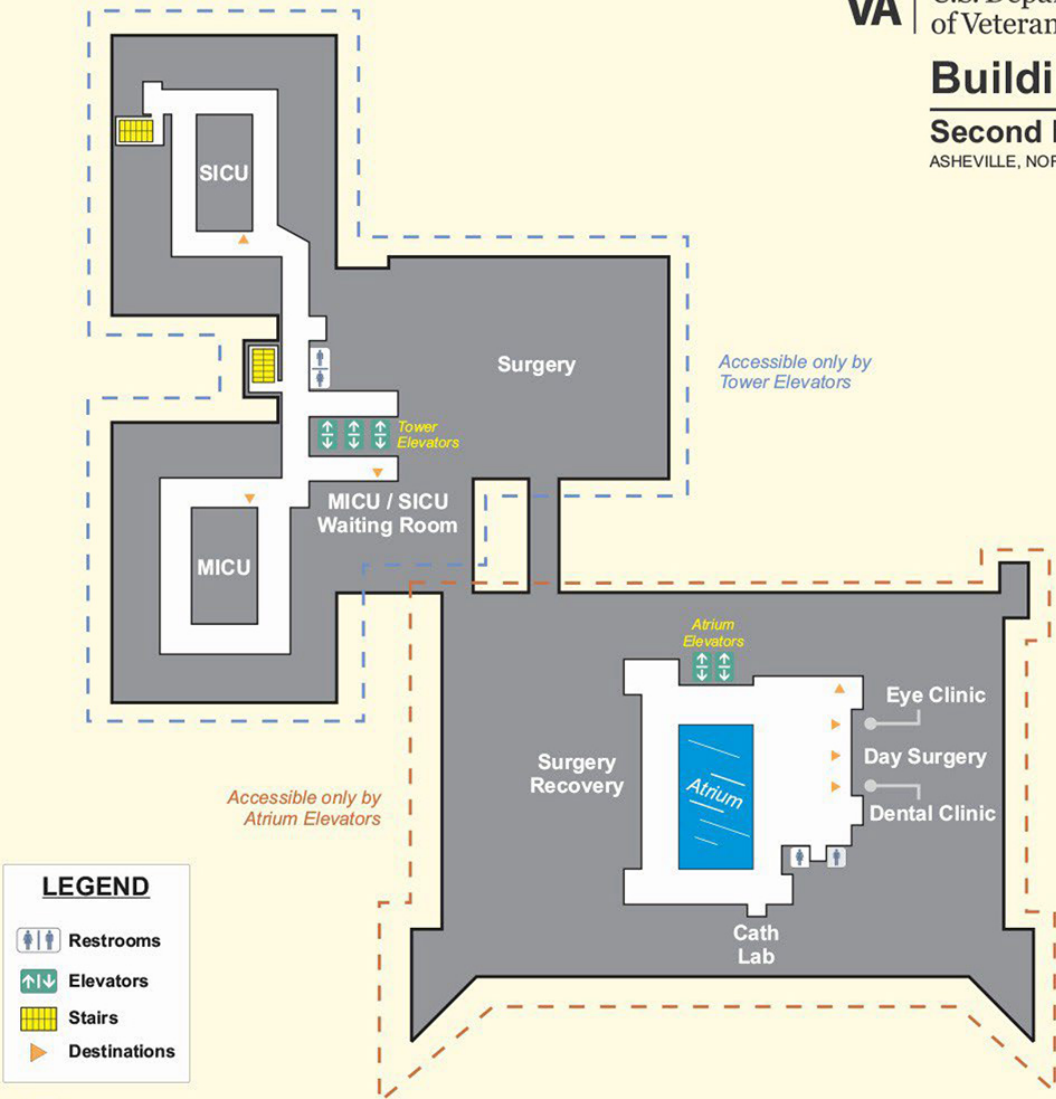 VA
of Veteran
Buildi
Second
ASHEVILLE, NOR
SICU
Surgery
Accessible only by
Tower Elevators
Tower
Elevators
MICU / SICU
Waiting Room
MICU
Atrium
Elevators
Eye Clinic
Surgery
Recovery
Day Surgery
Atrium
Dental Clinic
Accessible only by
Atrium Elevators
Cath
Lab
LEGEND
Restrooms
Elevators
Stairs
Destinations